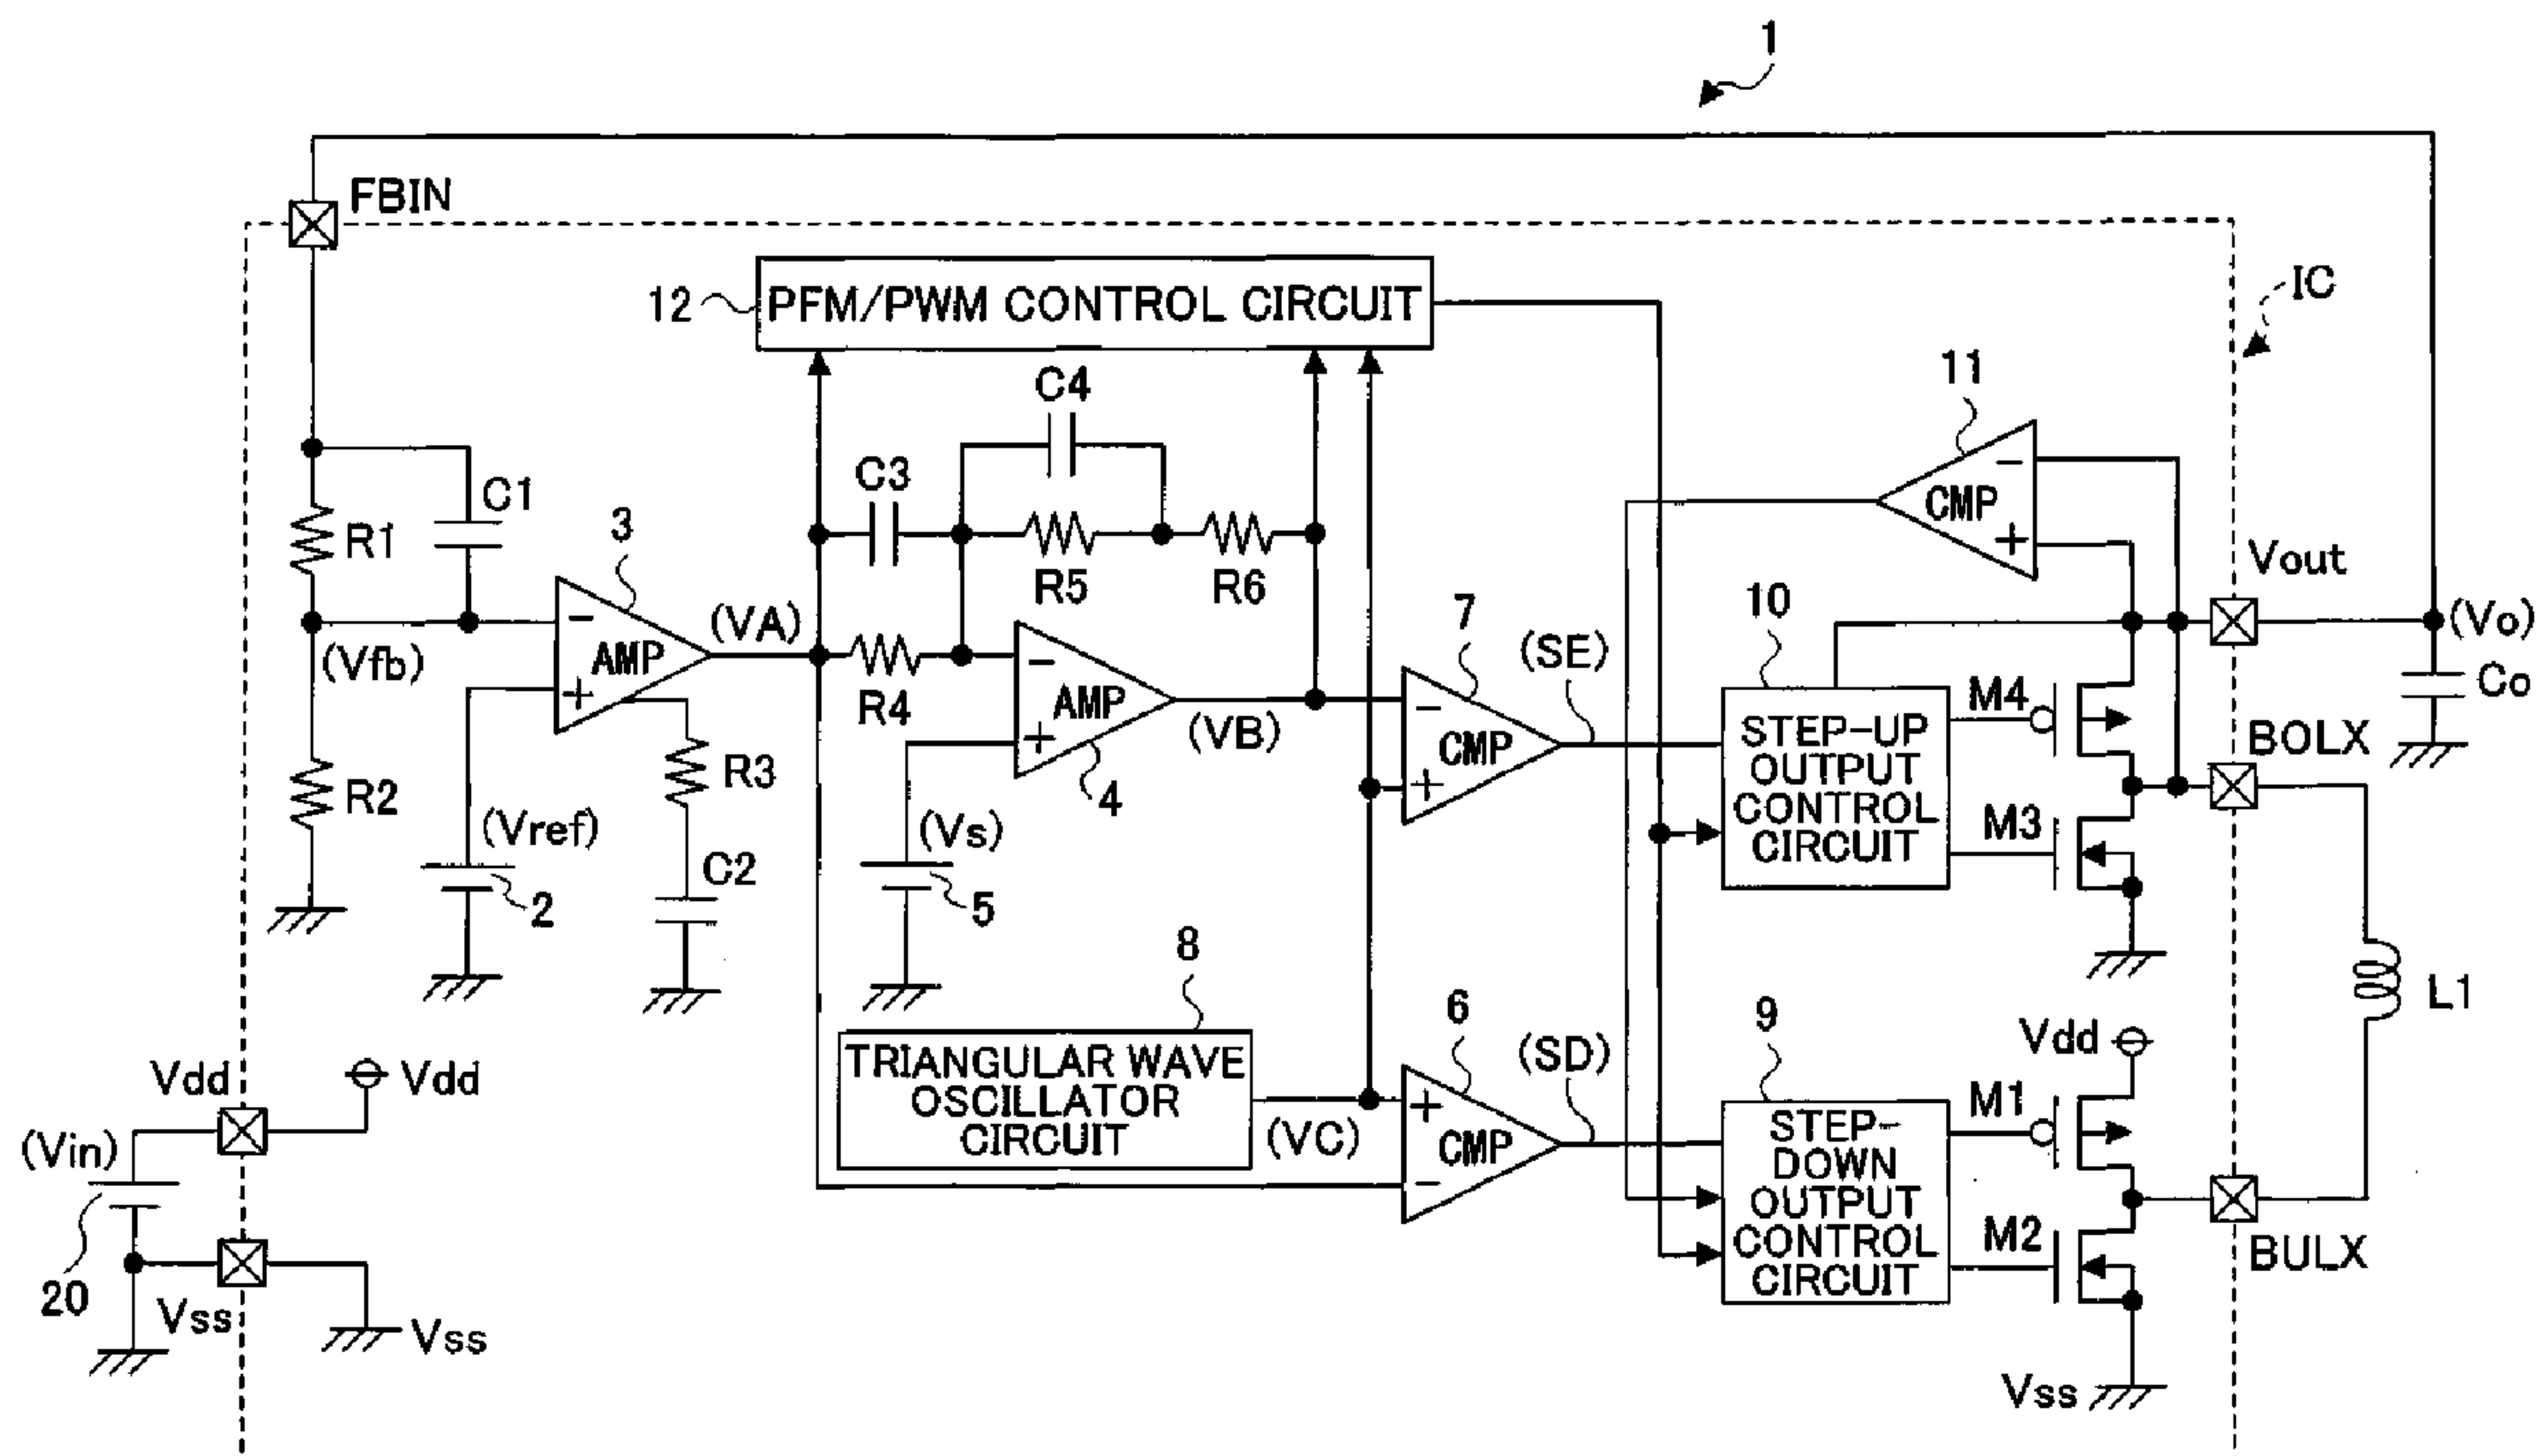 1
FBIN
12
PFM/PWM CONTROL CIRCUIT
IC
11
C4
C3
C1
R1
3
CMP
-
+
Vout
R5
R6
10
7
(VA)
(SE)
(Vo)
-
AMP
+
(Vfb)
R4
-
AMP
+
(VB)
-
CMP
+
M4
Co
STEP-UP
OUTPUT
CONTROL
CIRCUIT
BOLX
R3
R2
4
(Vref)
(Vs)
M3
C2
2
5
8
6
(SD)
9
L1
Vdd
Vdd
Vdd
TRIANGULAR WAVE
OSCILLATOR
CIRCUIT
(VC)
+
CMP
-
M1
STEP-
DOWN
OUTPUT
CONTROL
CIRCUIT
(Vin)
M2
BULX
20
Vss
Vss
Vss